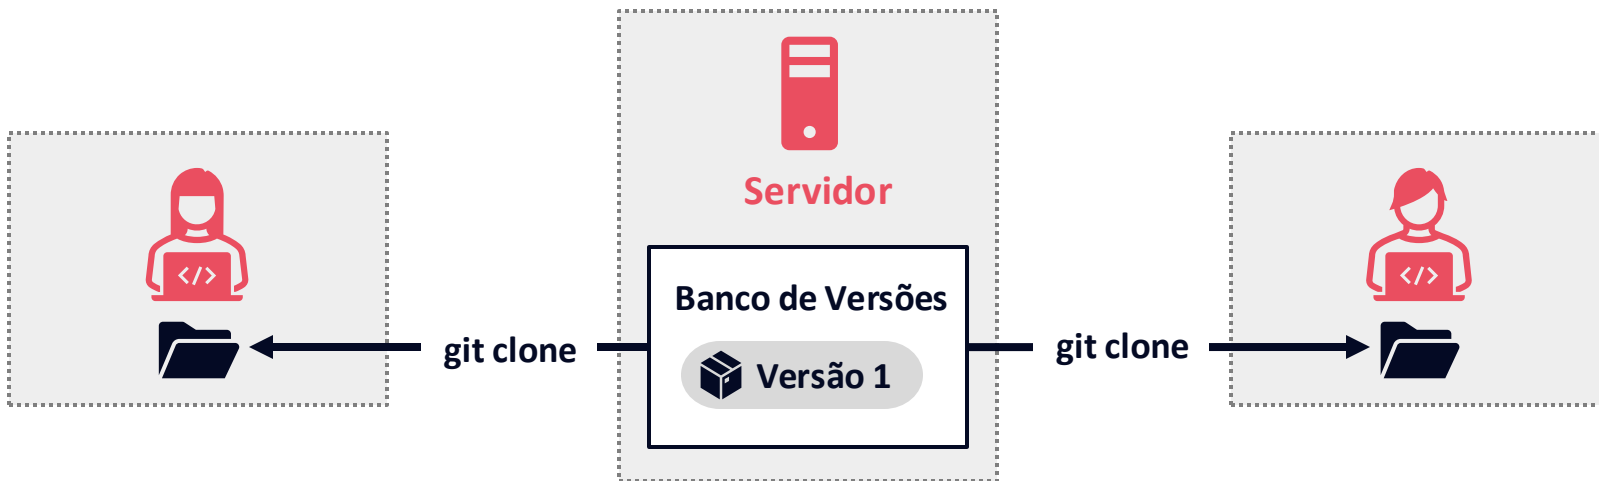 Servidor
Banco de Versões
git clone
Versão 1
git clone
</> 
</>